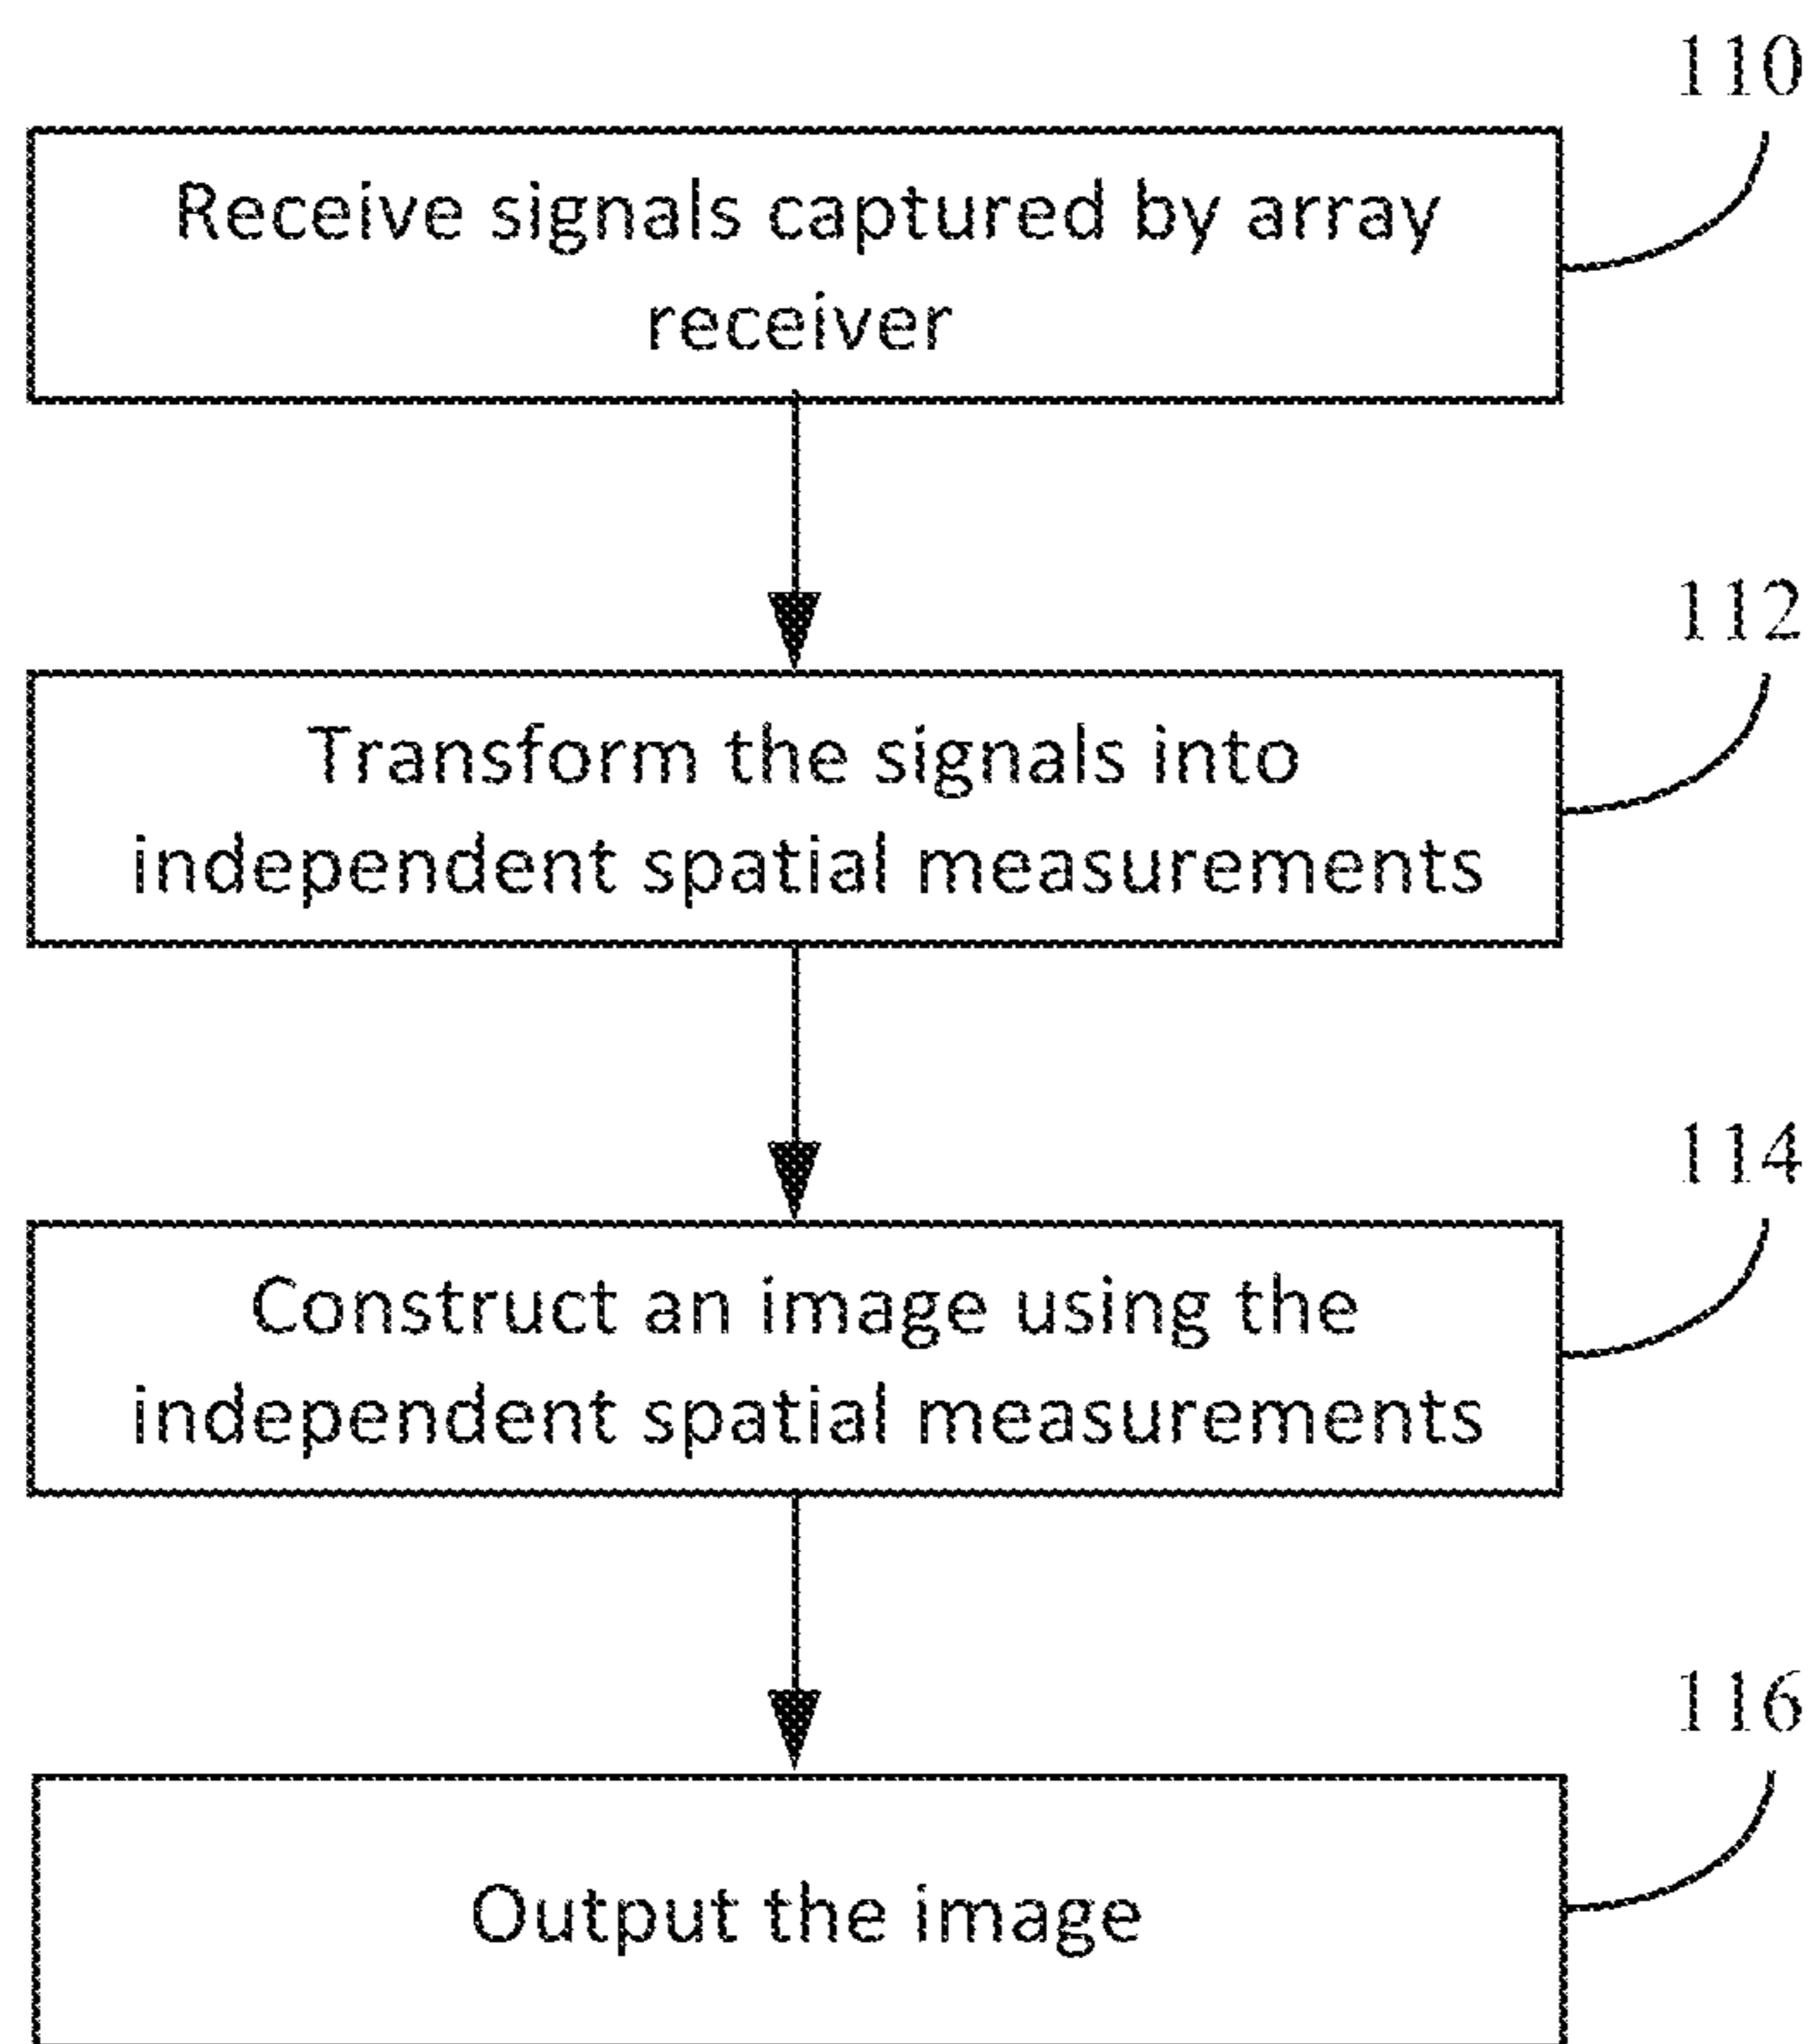 110
Receive signals captured by array
receiver
112
Transform the signals into
independent spatial measurements
114
Construct an image using the
independent spatial measurements
116
Output the image